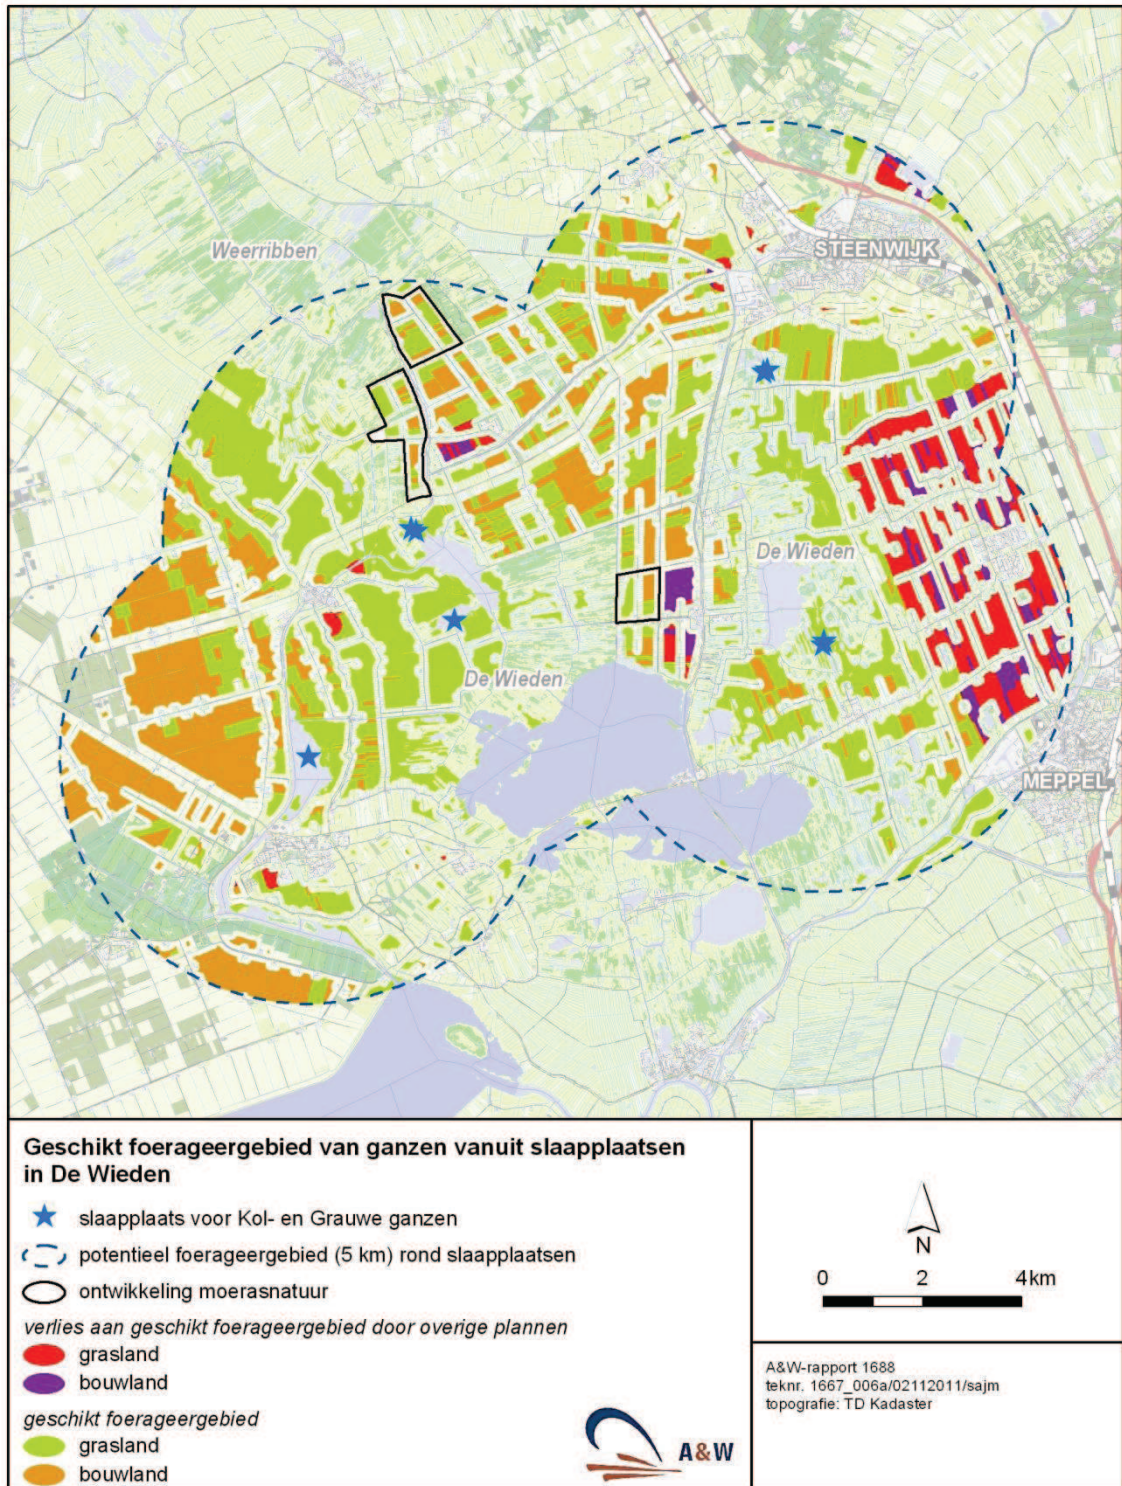 Weerribben
STEENWIJK
De Wieden
De Wieden
MEPPEL
Geschikt foerageergebied van ganzen vanuit slaapplaatsen
in De Wieden
slaapplaats voor Kol- en Grauwe ganzen
potentieel foerageergebied (5 km) rond slaapplaatsen
ontwikkeling moerasnatuur
verlies aan geschikt foerageergebied door overige plannen
grasland
bouwland
geschikt foerageergebied
grasland
bouwland
A&W
N
0 2 4km
A&W-rapport 1688
teknr. 1667_006a/02112011/sajm
topografie: TD Kadaster